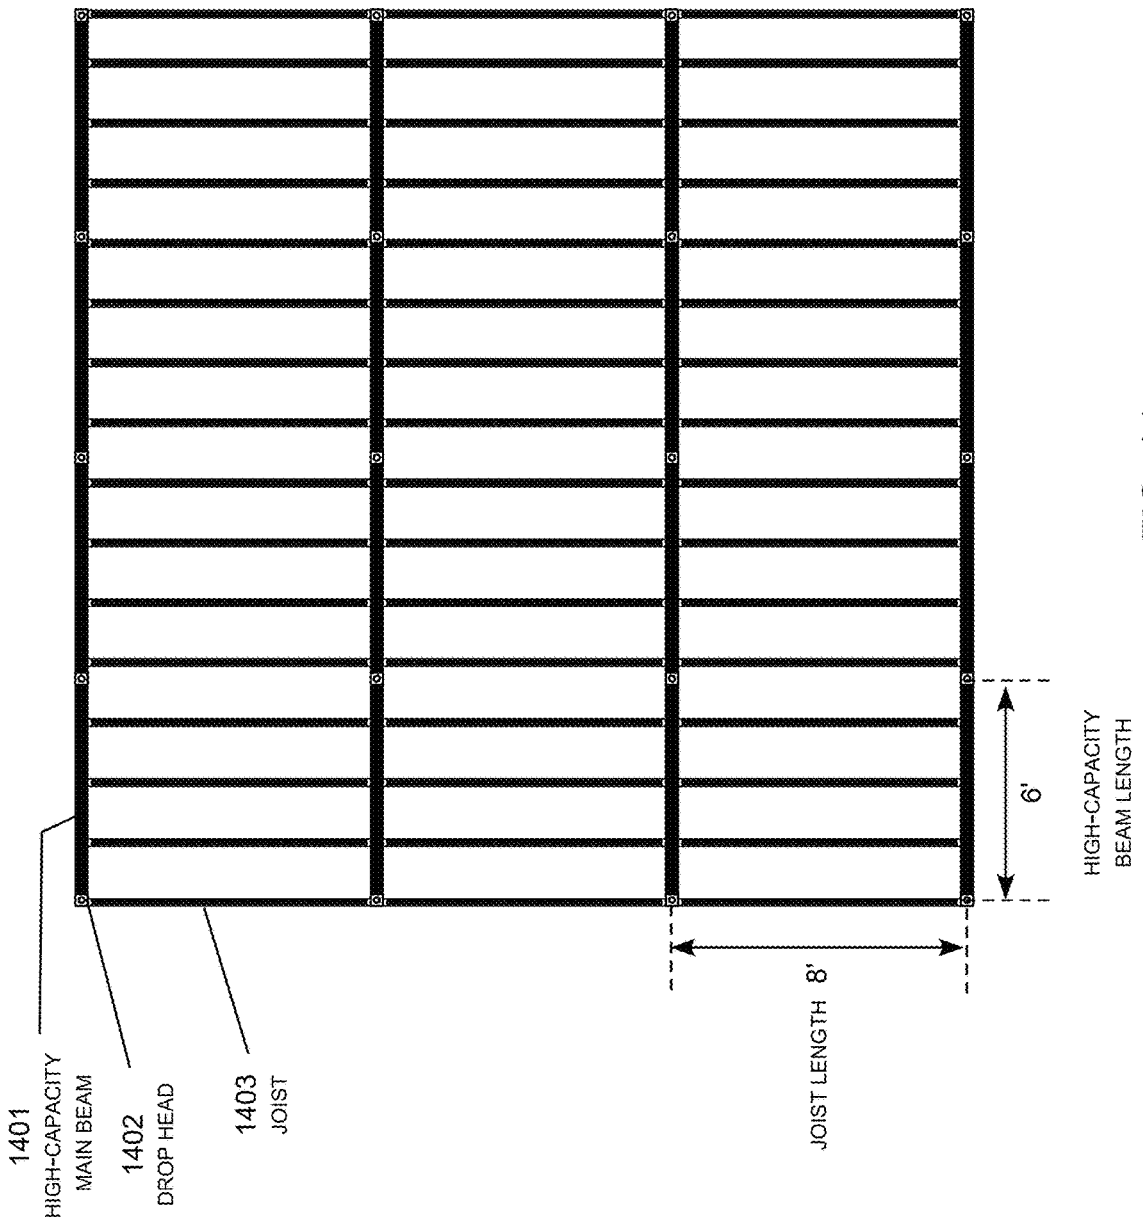 1401
HIGH-CAPACITY
MAIN BEAM
1402
DROP HEAD
1403
JOIST
JOIST LENGTH 8'
6'
HIGH-CAPACITY
BEAM LENGTH